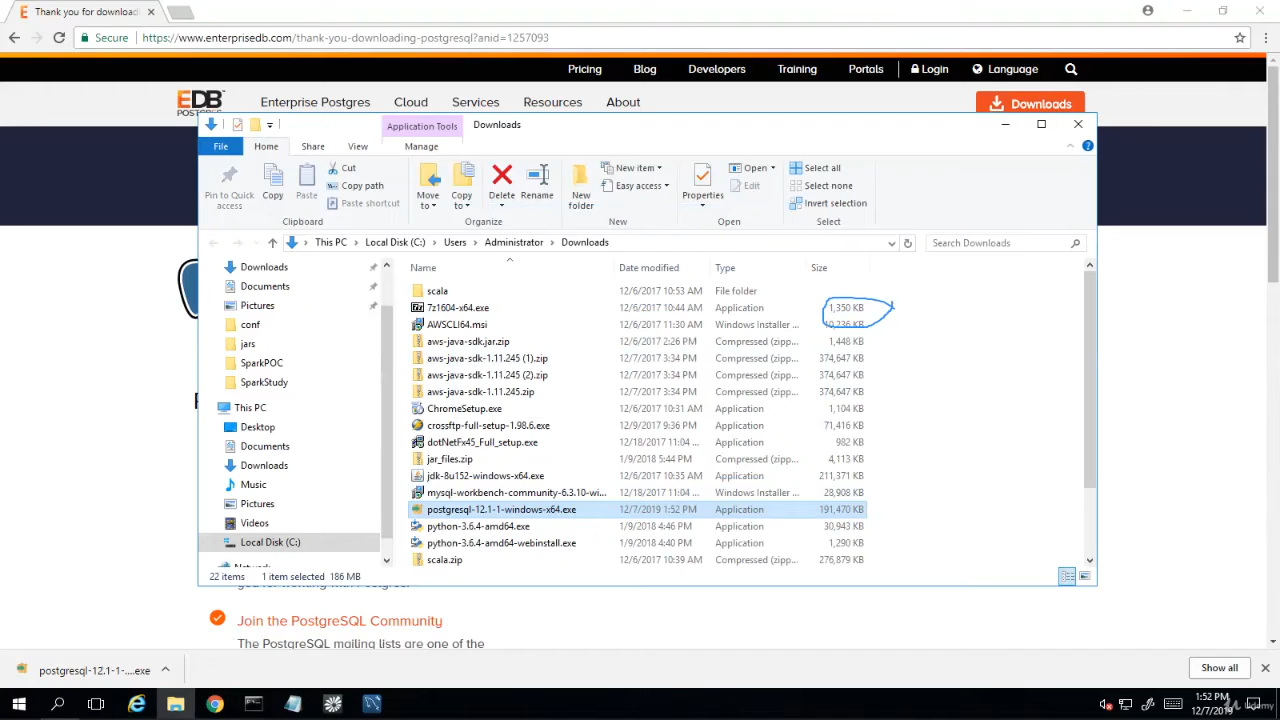 Thank you for download
Secure
https://www.enterprisedb.com/thank-you-downloading-postgresql?anid=1257093
Pricing Blog Developers Training Portals Login Language
EDB POSTGRES Enterprise Postgres Cloud Services Resources About Downloads
Application Tools Downloads
File Home Share View Manage
Pin to Quick access
Copy
Paste
Cut
Copy path
Paste shortcut
Clipboard
Move to
Copy to
Delete
Rename
Organize
New folder
New item
Easy access
New
Properties
Open
Edit
Open
Select all
Select none
Invert selection
Select
This PC Local Disk (C:) Users Administrator Downloads
Search Downloads
Downloads
Documents
Pictures
conf
jars
SparkPOC
SparkStudy
This PC
Desktop
Documents
Downloads
Music
Pictures
Videos
Local Disk (C:)
Name Date modified Type Size
scala 12/6/2017 10:53 AM File folder
7z1604-x64.exe 12/6/2017 10:44 AM Application 1,350 KB
AWSCLI64.msi 12/6/2017 11:30 AM Windows Installer ... 10,236 KB
aws-java-sdk.jar.zip 12/6/2017 2:26 PM Compressed (zipp... 1,448 KB
aws-java-sdk-1.11.245 (1).zip 12/7/2017 3:34 PM Compressed (zipp... 374,647 KB
aws-java-sdk-1.11.245 (2).zip 12/7/2017 3:34 PM Compressed (zipp... 374,647 KB
aws-java-sdk-1.11.245.zip 12/7/2017 3:34 PM Compressed (zipp... 374,647 KB
ChromeSetup.exe 12/6/2017 10:31 AM Application 1,104 KB
crossftp-full-setup-1.98.6.exe 12/9/2017 9:36 PM Application 71,416 KB
dotNetFx45_Full_setup.exe 12/18/2017 11:04 ... Application 982 KB
jar_files.zip 1/9/2018 5:44 PM Compressed (zipp... 4,113 KB
jdk-8u152-windows-x64.exe 12/6/2017 10:35 AM Application 211,371 KB
mysql-workbench-community-6.3.10-wi... 12/18/2017 11:04 ... Windows Installer ... 28,908 KB
postgresql-12.1-1-windows-x64.exe 12/7/2019 1:52 PM Application 191,470 KB
python-3.6.4-amd64.exe 1/9/2018 4:46 PM Application 30,943 KB
python-3.6.4-amd64-webinstall.exe 1/9/2018 4:40 PM Application 1,290 KB
scala.zip 12/6/2017 10:39 AM Compressed (zipp... 276,879 KB
22 items 1 item selected 186 MB
Join the PostgreSQL Community
The PostgreSQL mailing lists are one of the
postgresql-12.1-1-....exe
Show all
1:52 PM
12/7/2019
Udemy